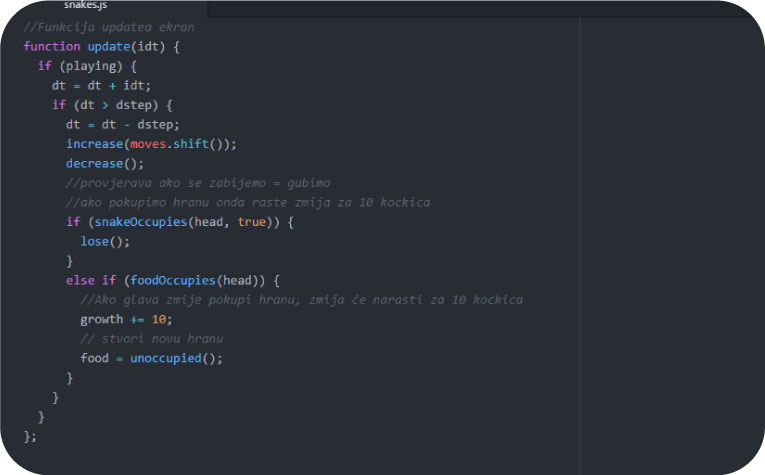 snakes.js
//Funkcija updatea ekran
function update(idt) {
if (playing) {
dt = dt + idt;
if (dt > dstep) {
dt = dt - dstep;
increase(moves.shift());
decrease();
//provjerava ako se zabijemo = gubimo
//ako pokupimo hranu onda raste zmija za 10 kockica
if (snakeOccupies(head, true)) {
lose();
}
else if (foodOccupies(head)) {
//Ako glava zmije pokupi hranu, zmija će narasti za 10 kockica
growth += 10;
// stvori novu hranu
food = unoccupied();
}
}
}
};